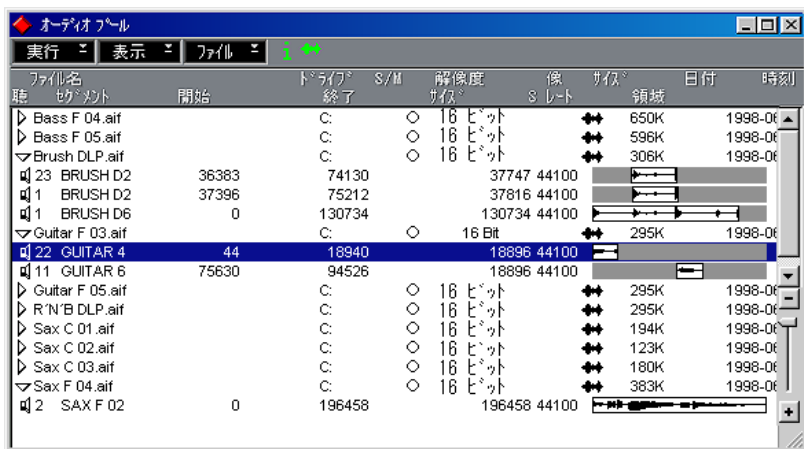 オーディオ プール
実行 表示 ファイル i
ファイル名 ドライブ S/M 解像度 像 サイズ 日付 時刻
聴 セグメント 開始 終了 サイズ S レート 領域
Bass F 04.aif C: 16 ビット 650K 1998-06
Bass F 05.aif C: 16 ビット 596K 1998-06
Brush DLP.aif C: 16 ビット 306K 1998-06
23 BRUSH D2 36383 74130 37747 44100
1 BRUSH D2 37396 75212 37816 44100
1 BRUSH D6 0 130734 130734 44100
Guitar F 03.aif C: 16 Bit 295K 1998-06
22 GUITAR 4 44 18940 18896 44100
11 GUITAR 6 75630 94526 18896 44100
Guitar F 05.aif C: 16 ビット 295K 1998-06
R´N´B DLP.aif C: 16 ビット 295K 1998-06
Sax C 01.aif C: 16 ビット 194K 1998-06
Sax C 02.aif C: 16 ビット 123K 1998-06
Sax C 03.aif C: 16 ビット 180K 1998-06
Sax F 04.aif C: 16 ビット 383K 1998-06
2 SAX F 02 0 196458 196458 44100